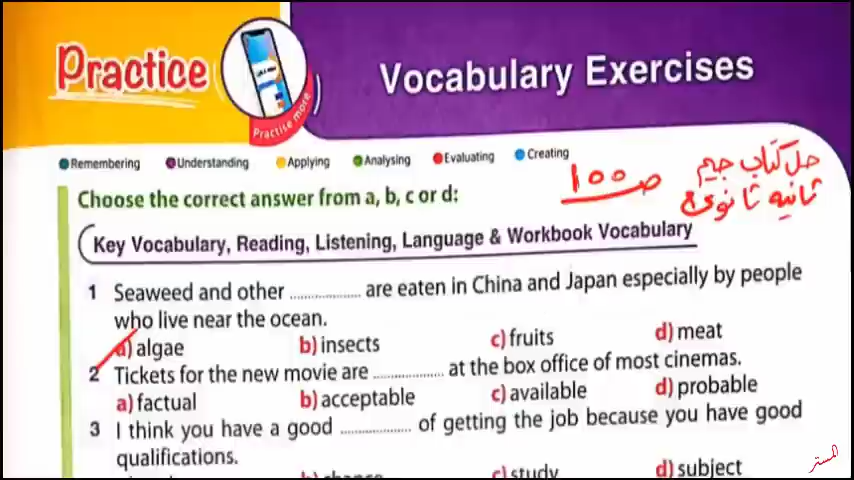 Practice
Practise more
Vocabulary Exercises
Remembering Understanding Applying Analysing Evaluating Creating
حل كتاب جيم
ثانيه ثانوى
ص ١٠٠
Choose the correct answer from a, b, c or d:
Key Vocabulary, Reading, Listening, Language & Workbook Vocabulary
1 Seaweed and other ................ are eaten in China and Japan especially by people
who live near the ocean.
a) algae b) insects c) fruits d) meat
2 Tickets for the new movie are ................ at the box office of most cinemas.
a) factual b) acceptable c) available d) probable
3 I think you have a good ................ of getting the job because you have good
qualifications.
b) chance c) study d) subject
المستر